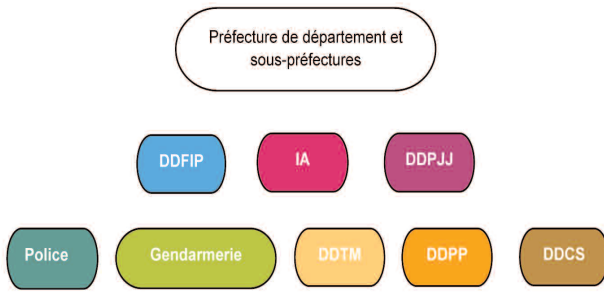 Préfecture de département et
sous-préfectures
DDFIP IA DDPJJ
Police Gendarmerie DDTM DDPP DDCS